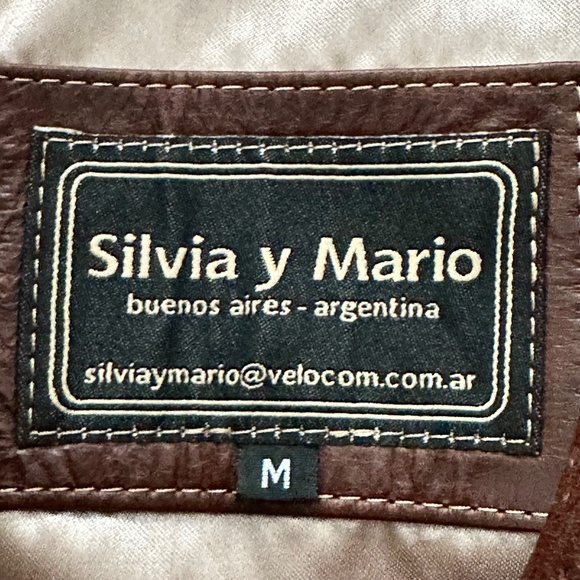 Silvia y Mario
buenos aires - argentina
silviaymario@velocom.com.ar
M